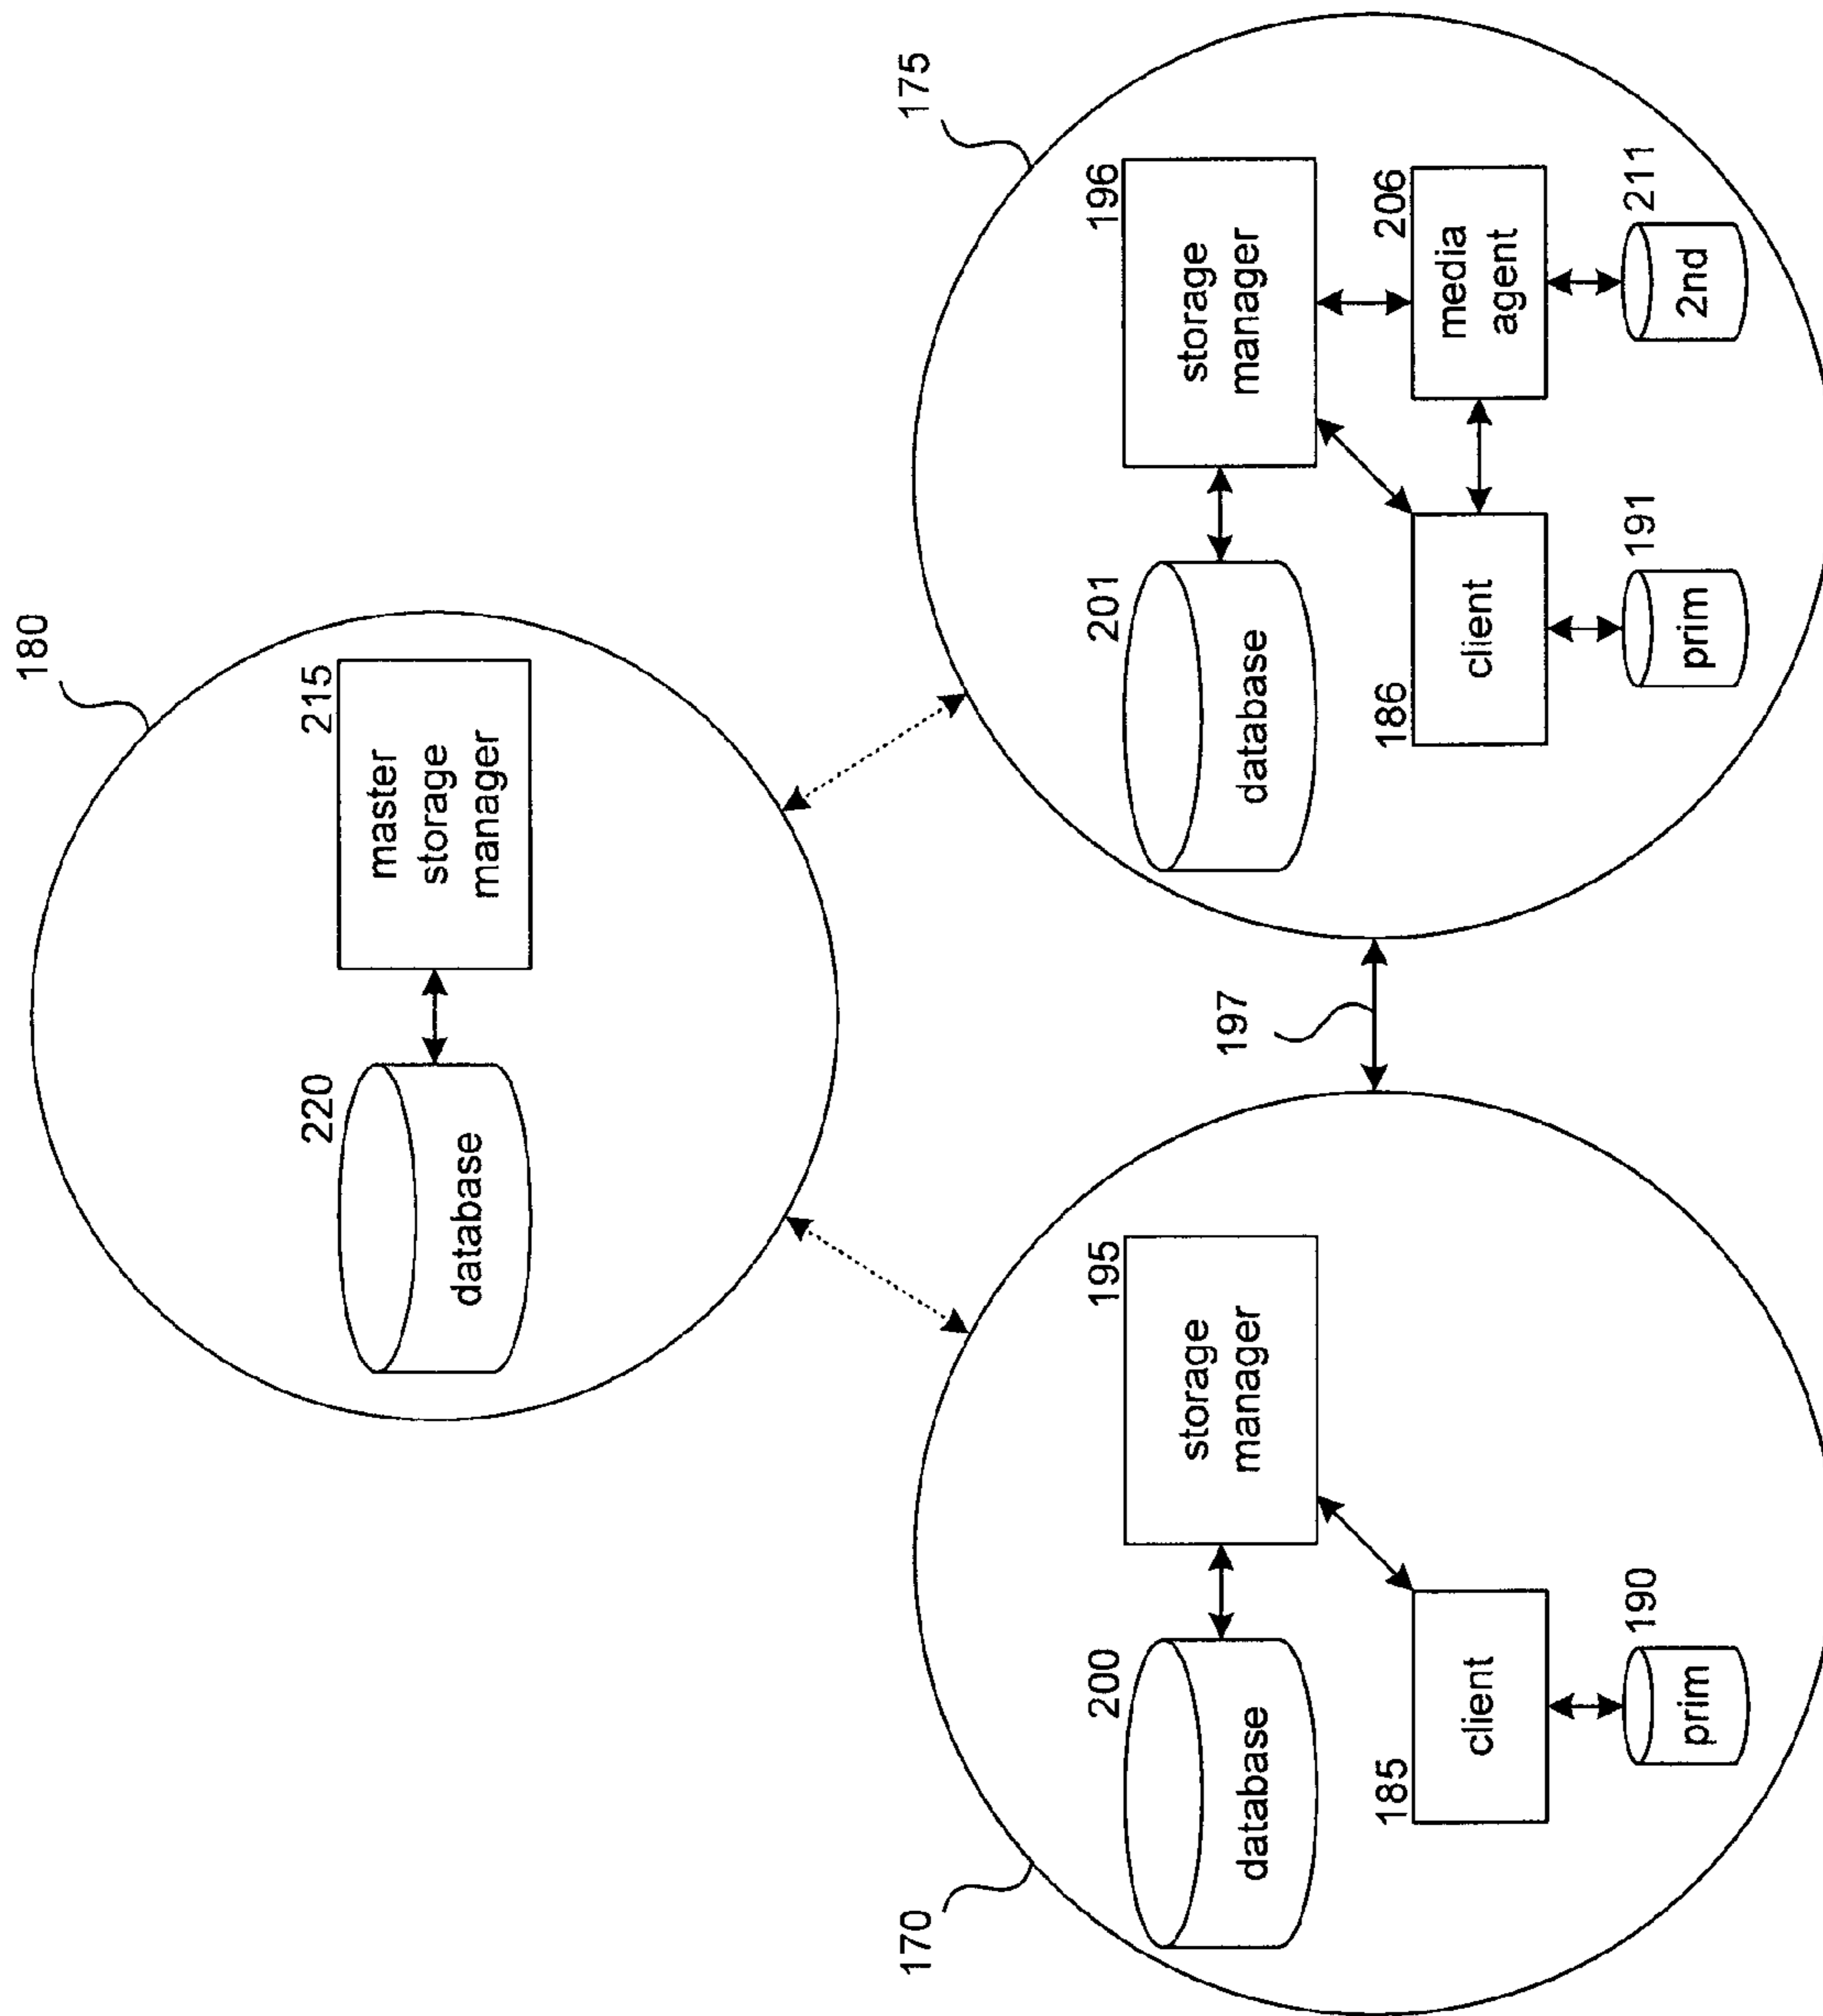 180
215
master
storage
manager
220
database
175
196
storage
manager
201
database
206
media
agent
186
client
211
2nd
191
prim
197
170
195
storage
manager
200
database
185
client
190
prim